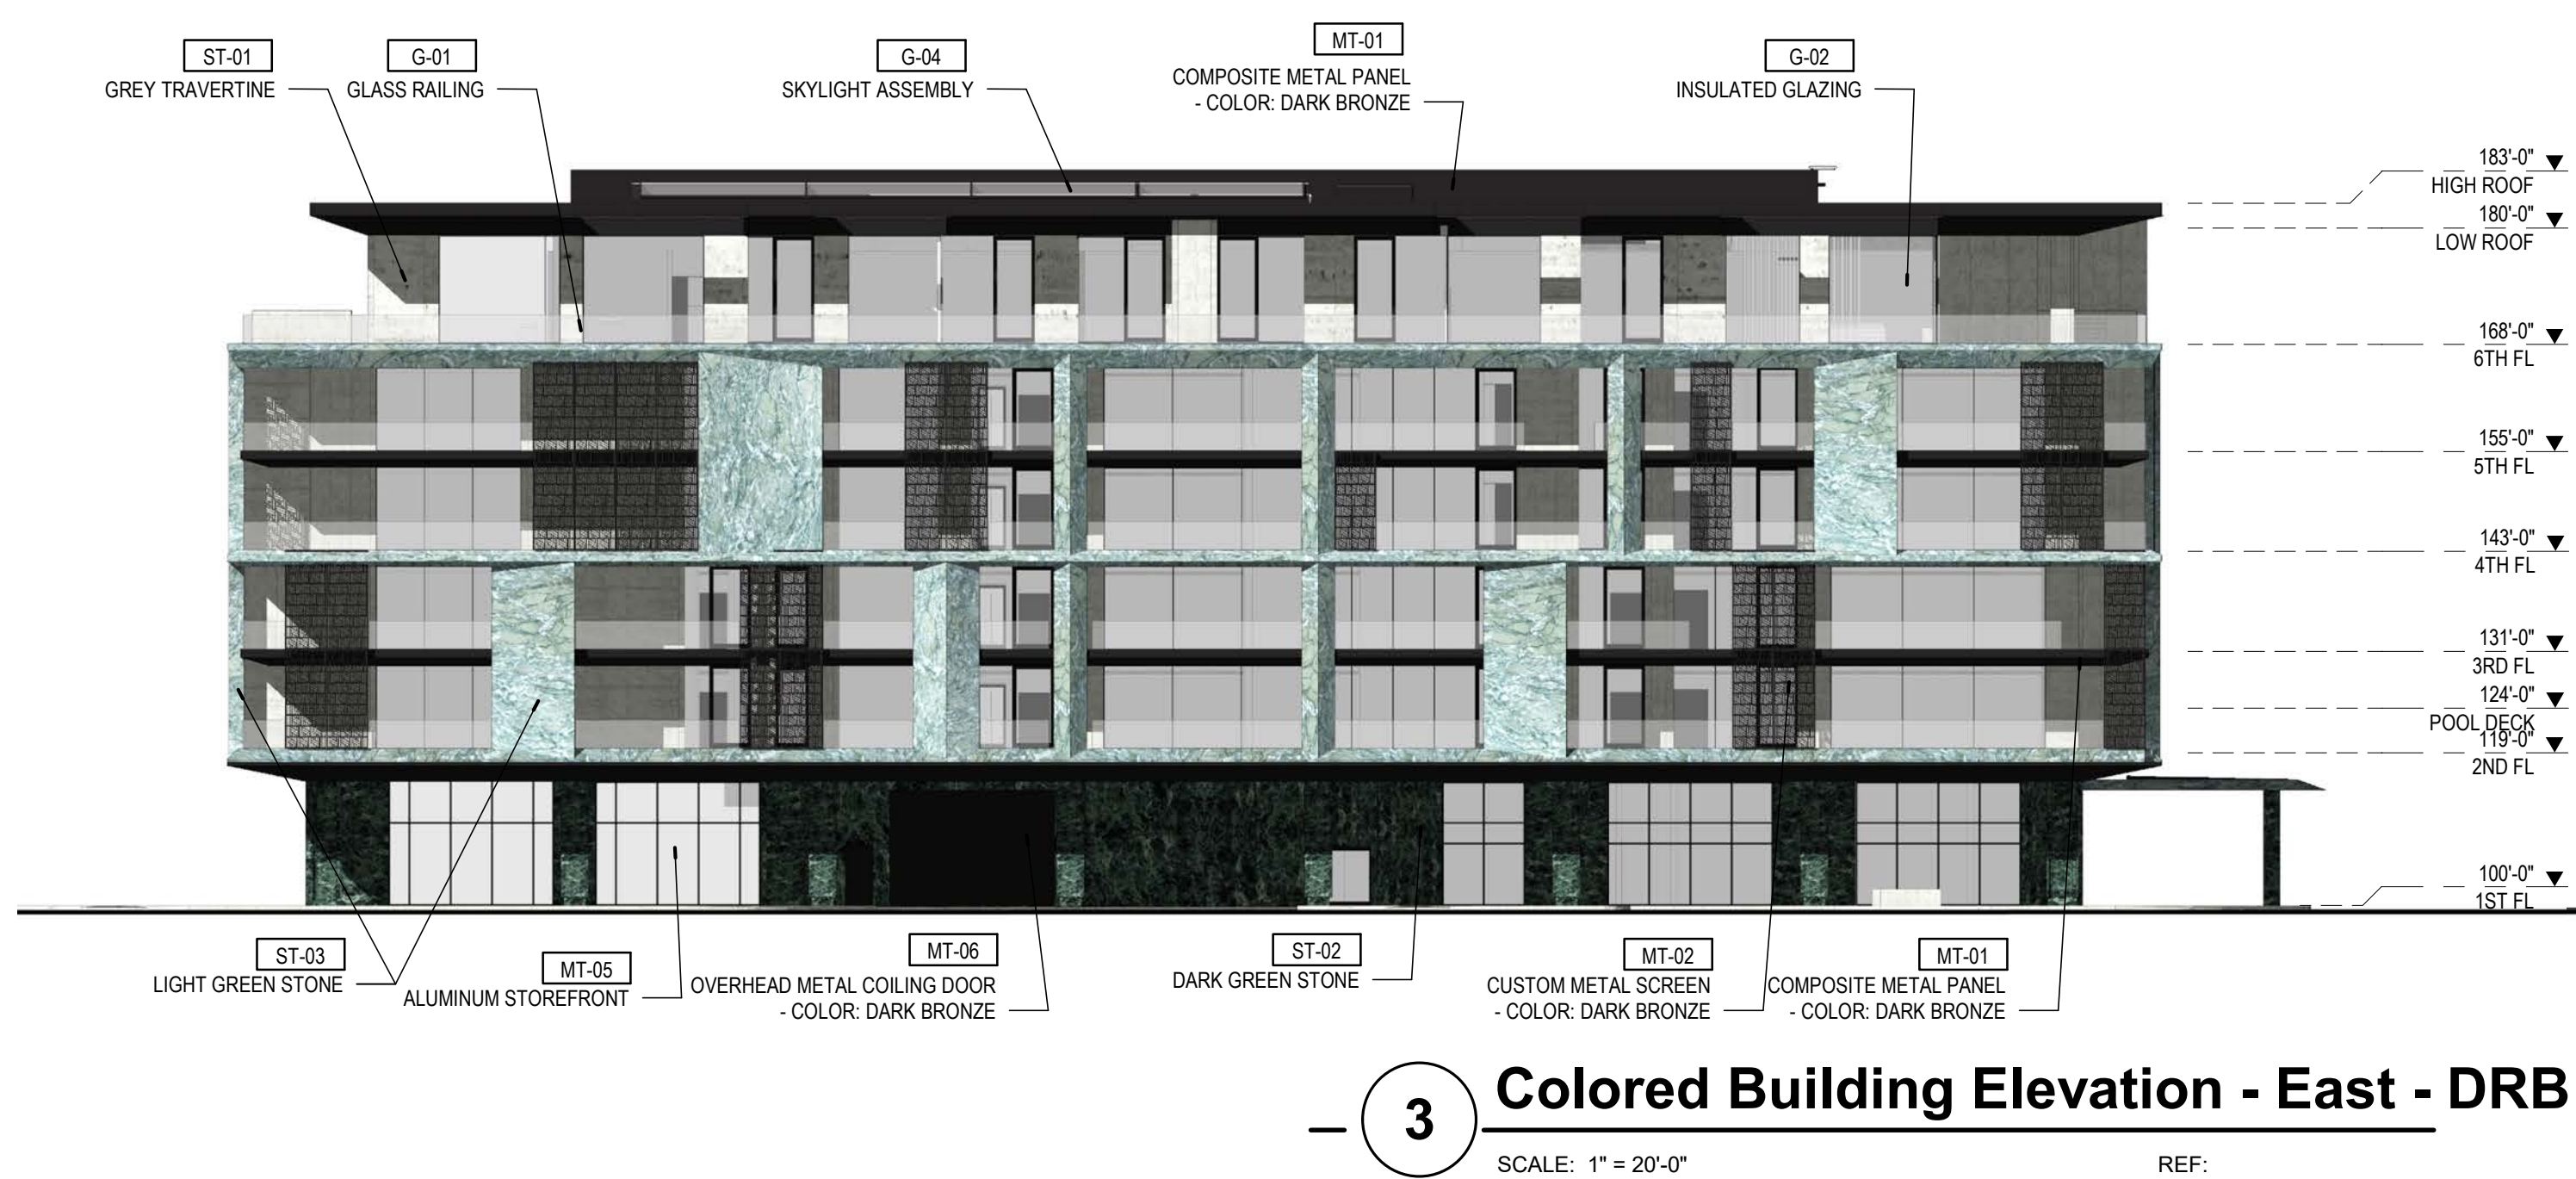 ST-01
GREY TRAVERTINE
G-01
GLASS RAILING
G-04
SKYLIGHT ASSEMBLY
MT-01
COMPOSITE METAL PANEL
- COLOR: DARK BRONZE
G-02
INSULATED GLAZING
183'-0"
HIGH ROOF
180'-0"
LOW ROOF
168'-0"
6TH FL
155'-0"
5TH FL
143'-0"
4TH FL
131'-0"
3RD FL
124'-0"
POOL DECK
119'-0"
2ND FL
100'-0"
1ST FL
ST-03
LIGHT GREEN STONE
MT-05
ALUMINUM STOREFRONT
MT-06
OVERHEAD METAL COILING DOOR
- COLOR: DARK BRONZE
ST-02
DARK GREEN STONE
MT-02
CUSTOM METAL SCREEN
- COLOR: DARK BRONZE
MT-01
COMPOSITE METAL PANEL
- COLOR: DARK BRONZE
3
Colored Building Elevation - East - DRB
SCALE: 1" = 20'-0"
REF: